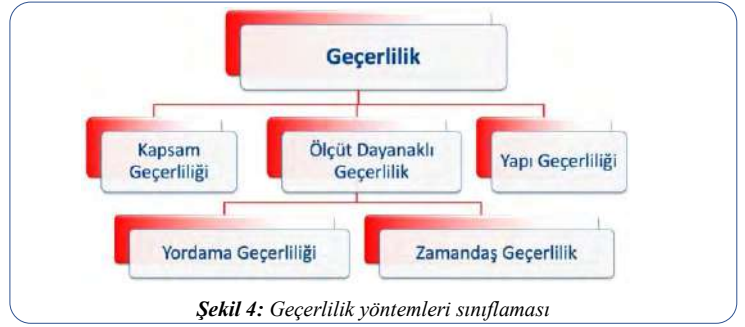 Geçerlilik
Kapsam
Geçerliliği
Ölçüt Dayanaklı
Geçerlilik
Yapı Geçerliliği
Yordama Geçerliliği
Zamandaş Geçerlilik
Şekil 4: Geçerlilik yöntemleri sınıflaması